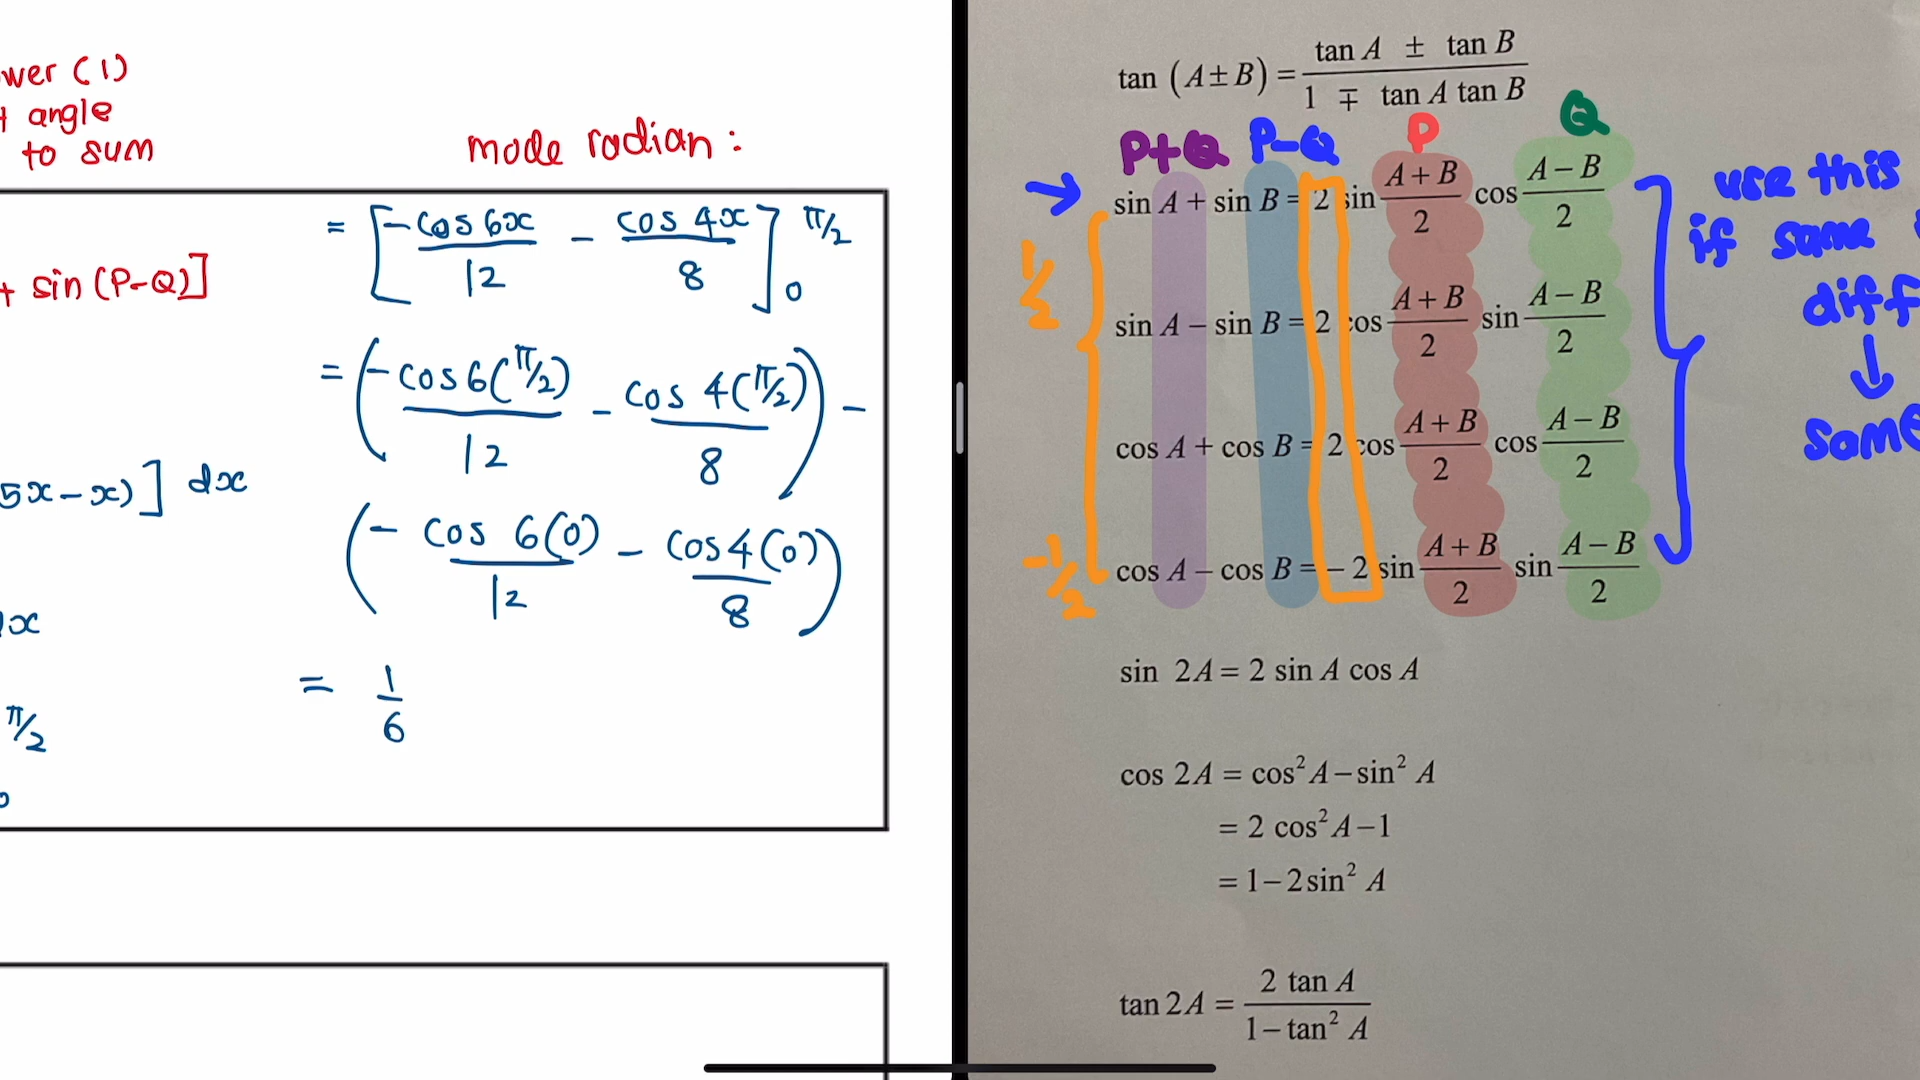 wer (1)
angle
to sum
+ sin (P-Q)]
5x - x)] dx
π/2
0
mode radian :
= [-cos 6x/12 - cos 4x/8] π/2 0
= (-cos 6(π/2)/12 - cos 4(π/2)/8) -
(- cos 6(0)/12 - cos 4(0)/8)
= 1/6
tan (A±B) = tan A ± tan B / 1 ∓ tan A tan B
P+Q P-Q P Q
→ sin A + sin B = 2 sin A+B/2 cos A-B/2
1/2
sin A - sin B = 2 cos A+B/2 sin A-B/2
cos A + cos B = 2 cos A+B/2 cos A-B/2
-1/2
cos A - cos B = -2 sin A+B/2 sin A-B/2
use this
if same
diff
↓
same
sin 2A = 2 sin A cos A
cos 2A = cos² A - sin² A
= 2 cos² A - 1
= 1 - 2 sin² A
tan 2A = 2 tan A / 1 - tan² A